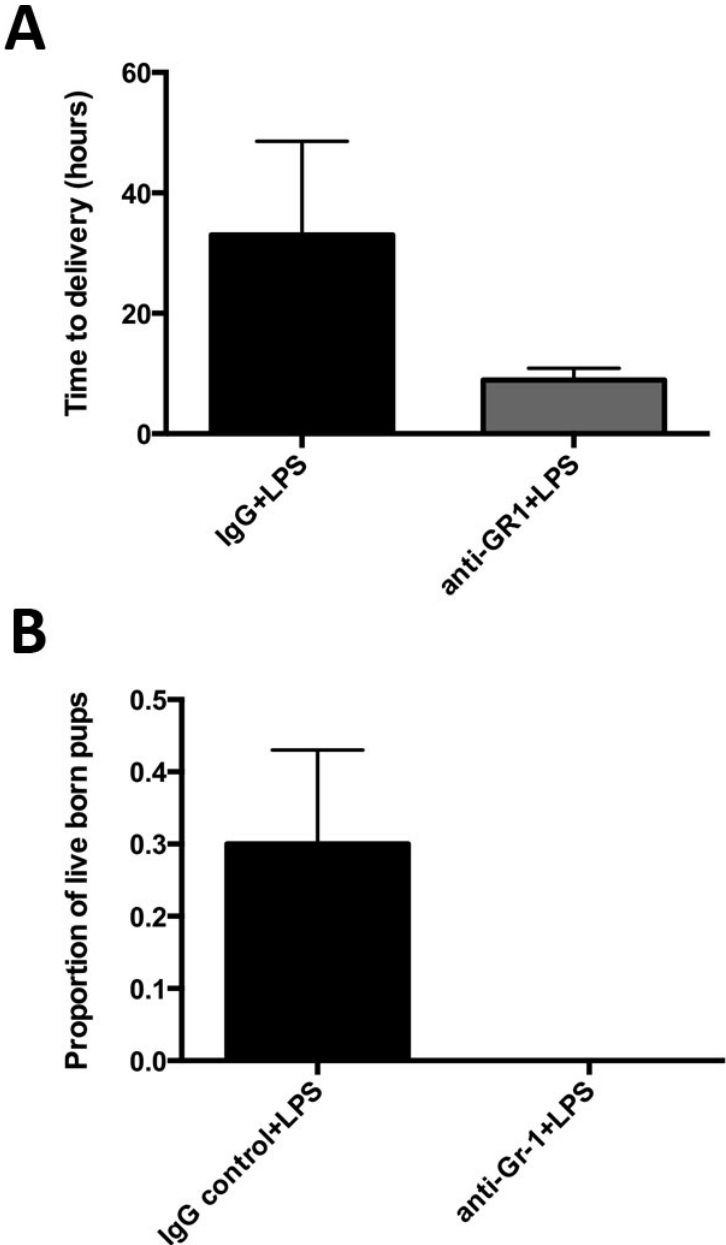 A
Time to delivery (hours)
60
40
20
0
IgG+LPS
anti-GR1+LPS
B
Proportion of live born pups
0.5
0.4
0.3
0.2
0.1
0.0
IgG control+LPS
anti-Gr-1+LPS